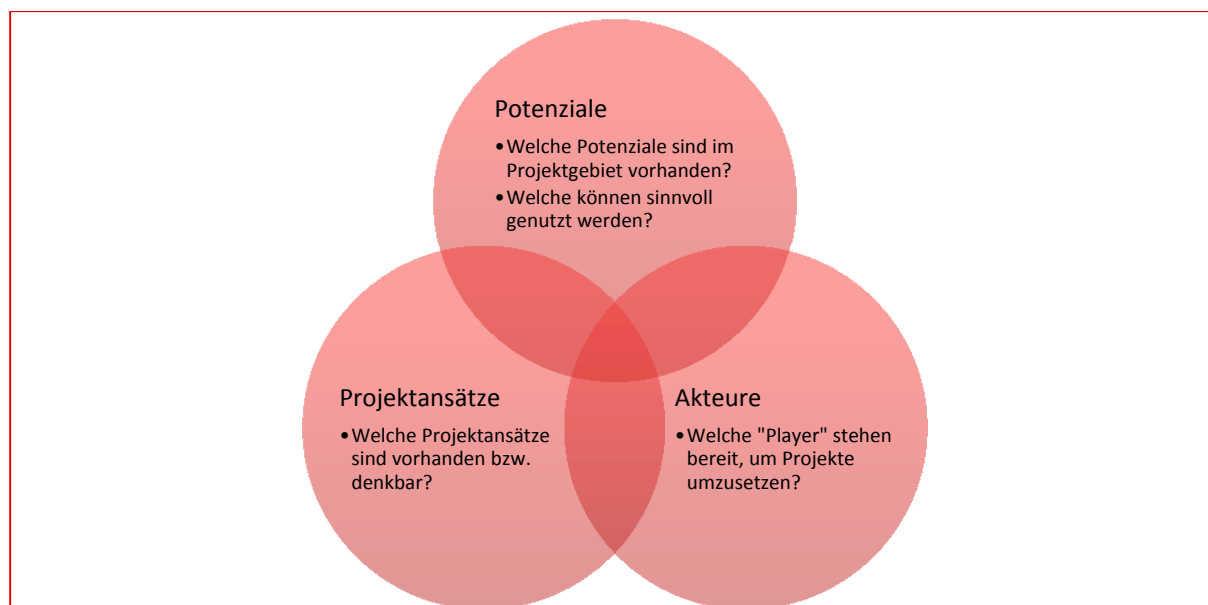 Potenziale
•Welche Potenziale sind im
Projektgebiet vorhanden?
•Welche können sinnvoll
genutzt werden?
Projektansätze
•Welche Projektansätze
sind vorhanden bzw.
denkbar?
Akteure
•Welche "Player" stehen
bereit, um Projekte
umzusetzen?